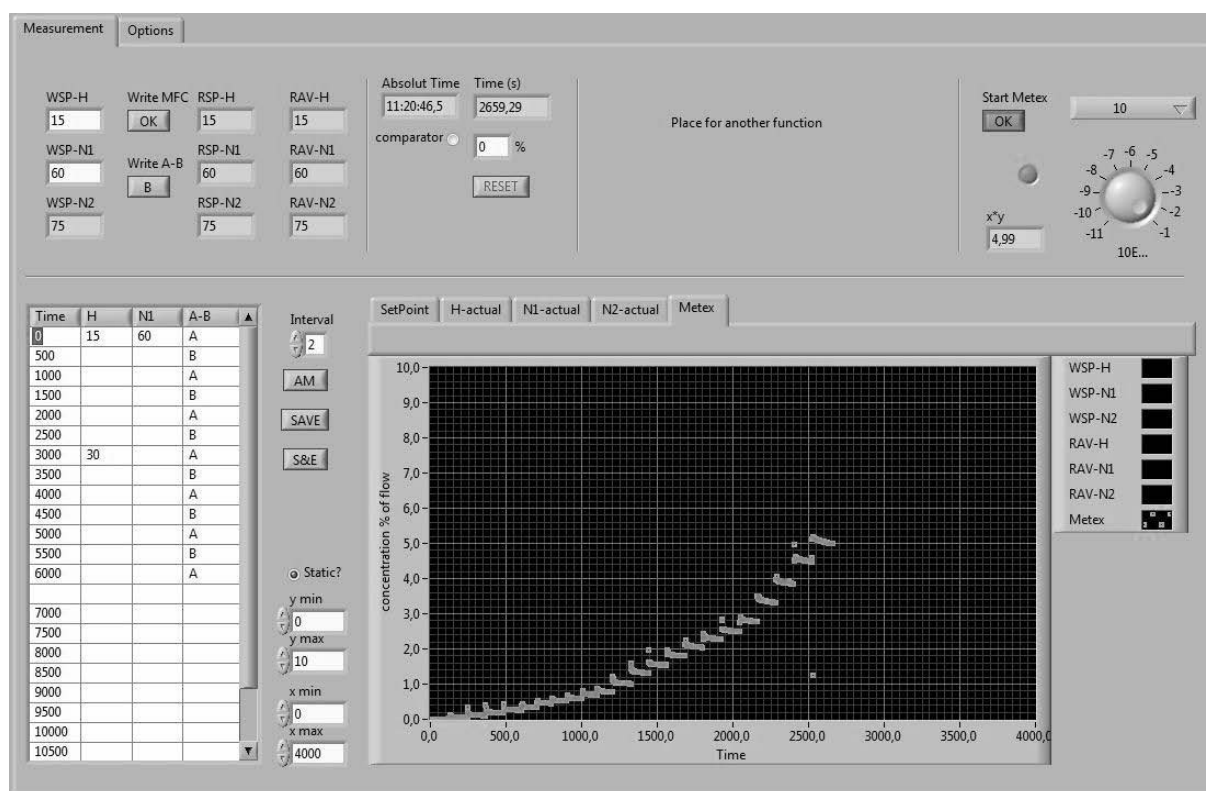 Measurement Options
WSP-H Write MFC RSP-H RAV-H
15 OK 15 15
WSP-N1 Write A-B RSP-N1 RAV-N1
60 B 60 60
WSP-N2 RSP-N2 RAV-N2
75 75 75
Absolut Time Time (s)
11:20:46,5 2659,29
comparator 0 %
RESET
Place for another function
Start Metex
OK 10
x*y
4,99
-11 -10 -9 -8 -7 -6 -5 -4 -3 -2 -1
10E...
Time H N1 A-B
0 15 60 A
500 B
1000 A
1500 B
2000 A
2500 B
3000 30 A
3500 B
4000 A
4500 B
5000 A
5500 B
6000 A
7000
7500
8000
8500
9000
9500
10000
10500
Interval
2
AM
SAVE
S&E
Static?
y min
0
y max
10
x min
0
x max
4000
SetPoint H-actual N1-actual N2-actual Metex
concentration % of flow
10,0
9,0
8,0
7,0
6,0
5,0
4,0
3,0
2,0
1,0
0,0
0,0 500,0 1000,0 1500,0 2000,0 2500,0 3000,0 3500,0 4000,0
Time
WSP-H
WSP-N1
WSP-N2
RAV-H
RAV-N1
RAV-N2
Metex